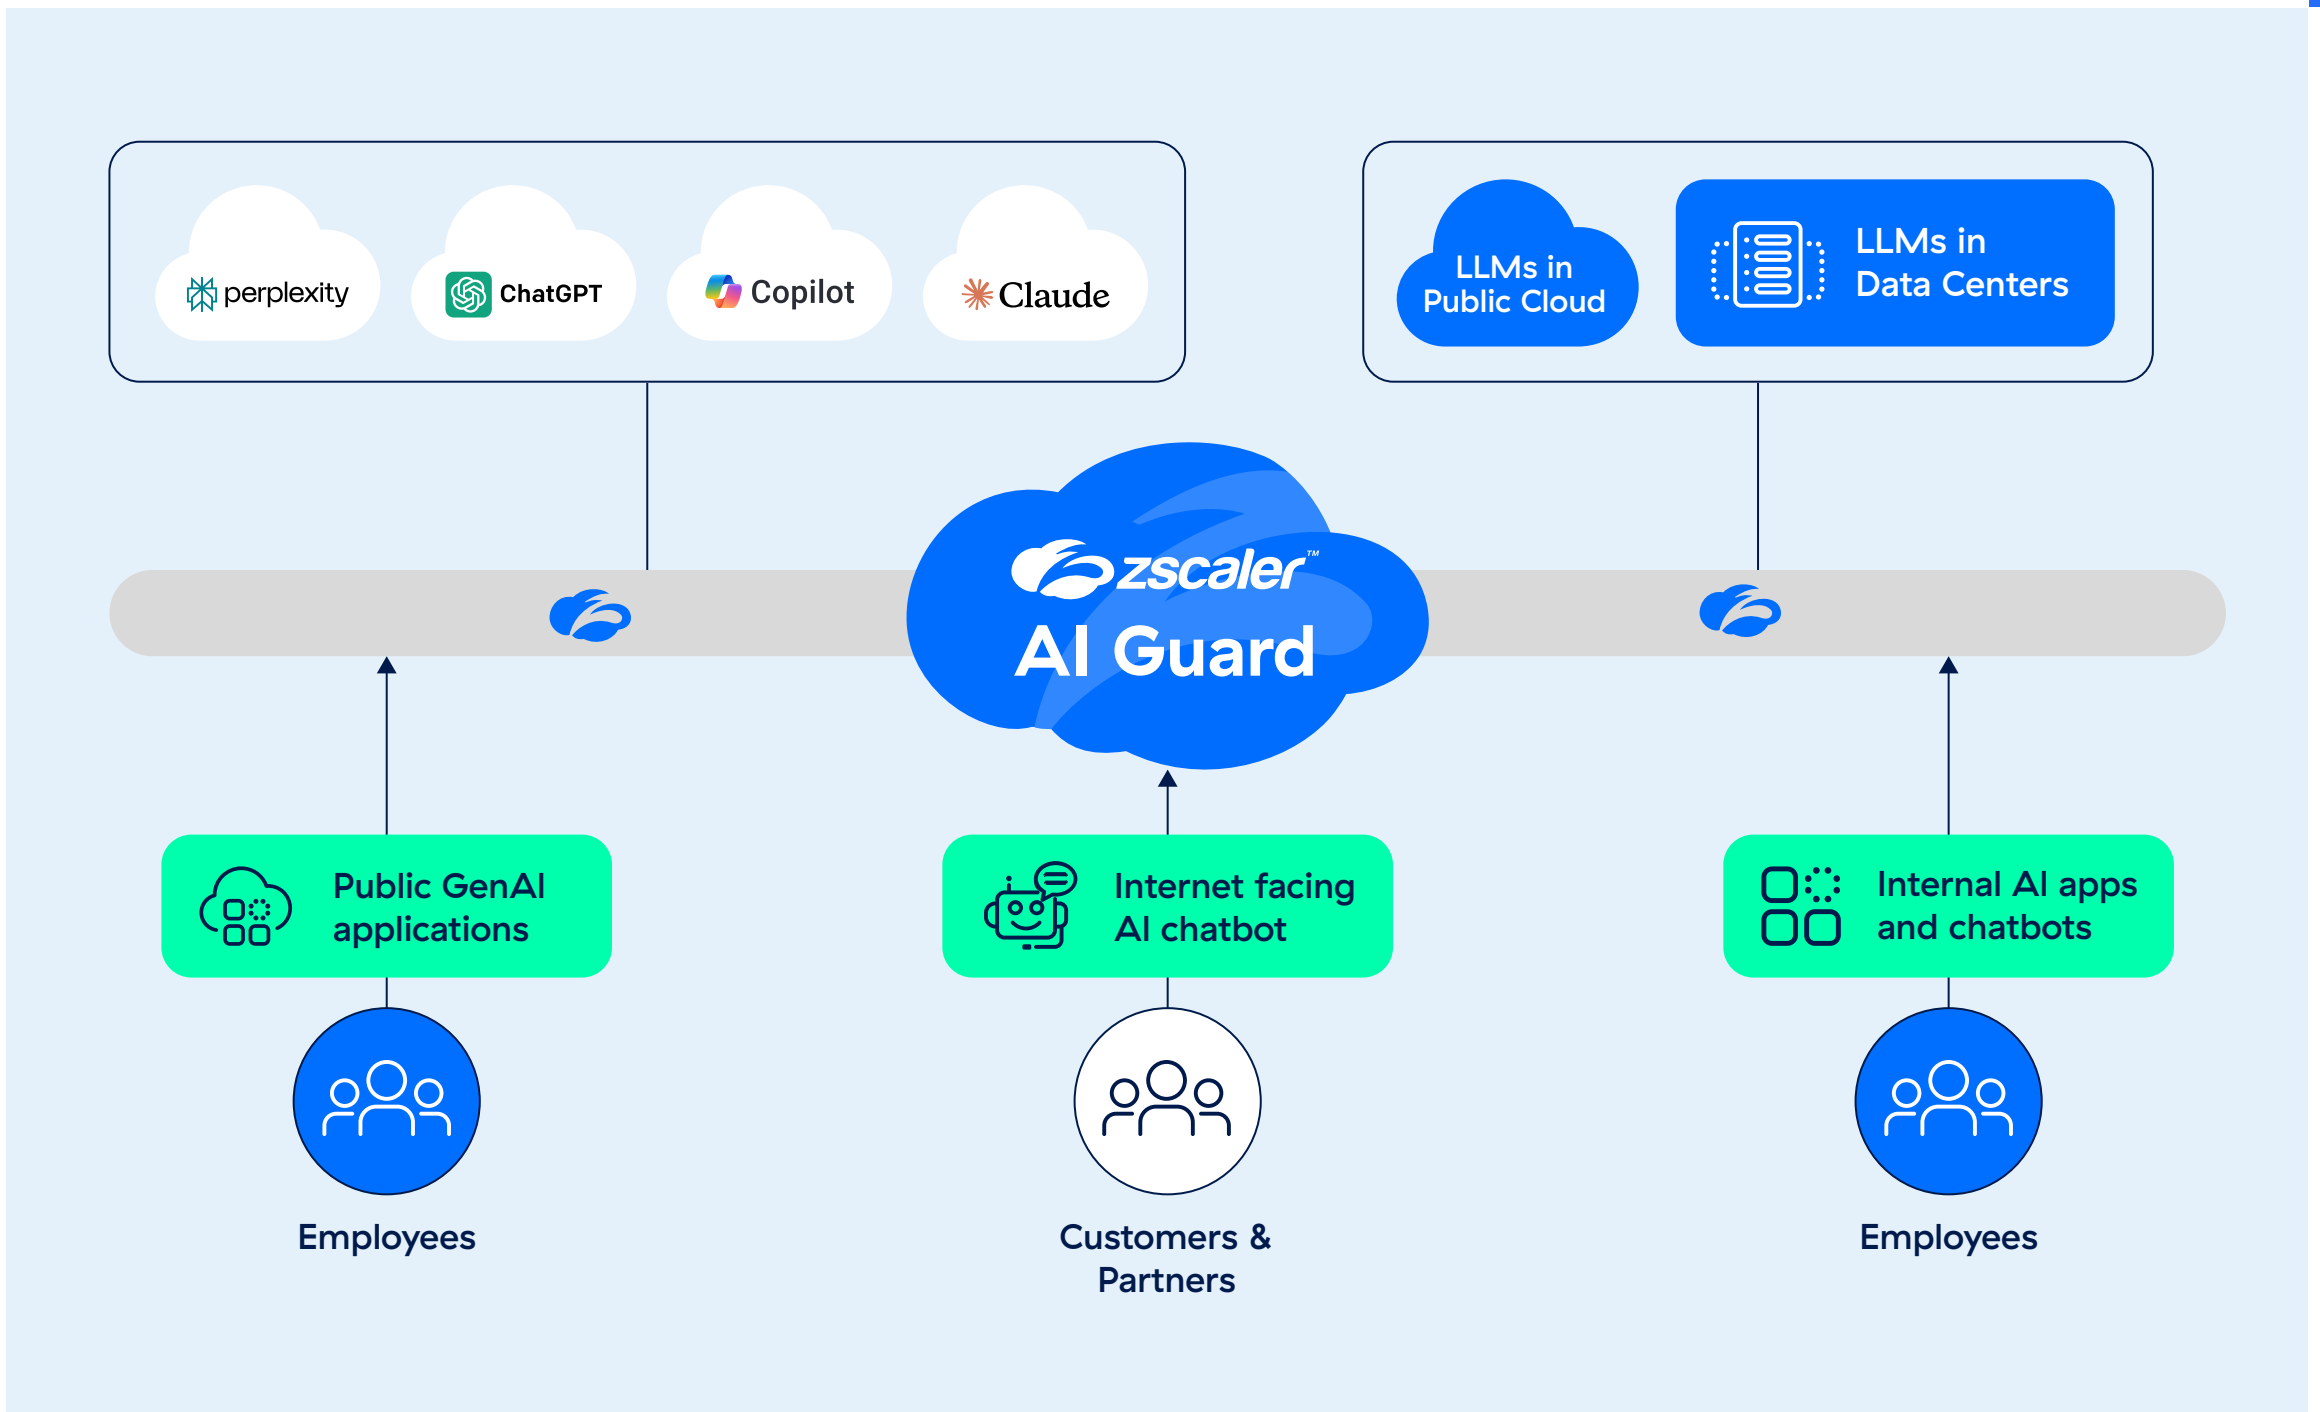 perplexity
ChatGPT
Copilot
Claude
LLMs in
Public Cloud
LLMs in
Data Centers
zscaler™
AI Guard
Public GenAI
applications
Internet facing
AI chatbot
Internal AI apps
and chatbots
Employees
Customers &
Partners
Employees